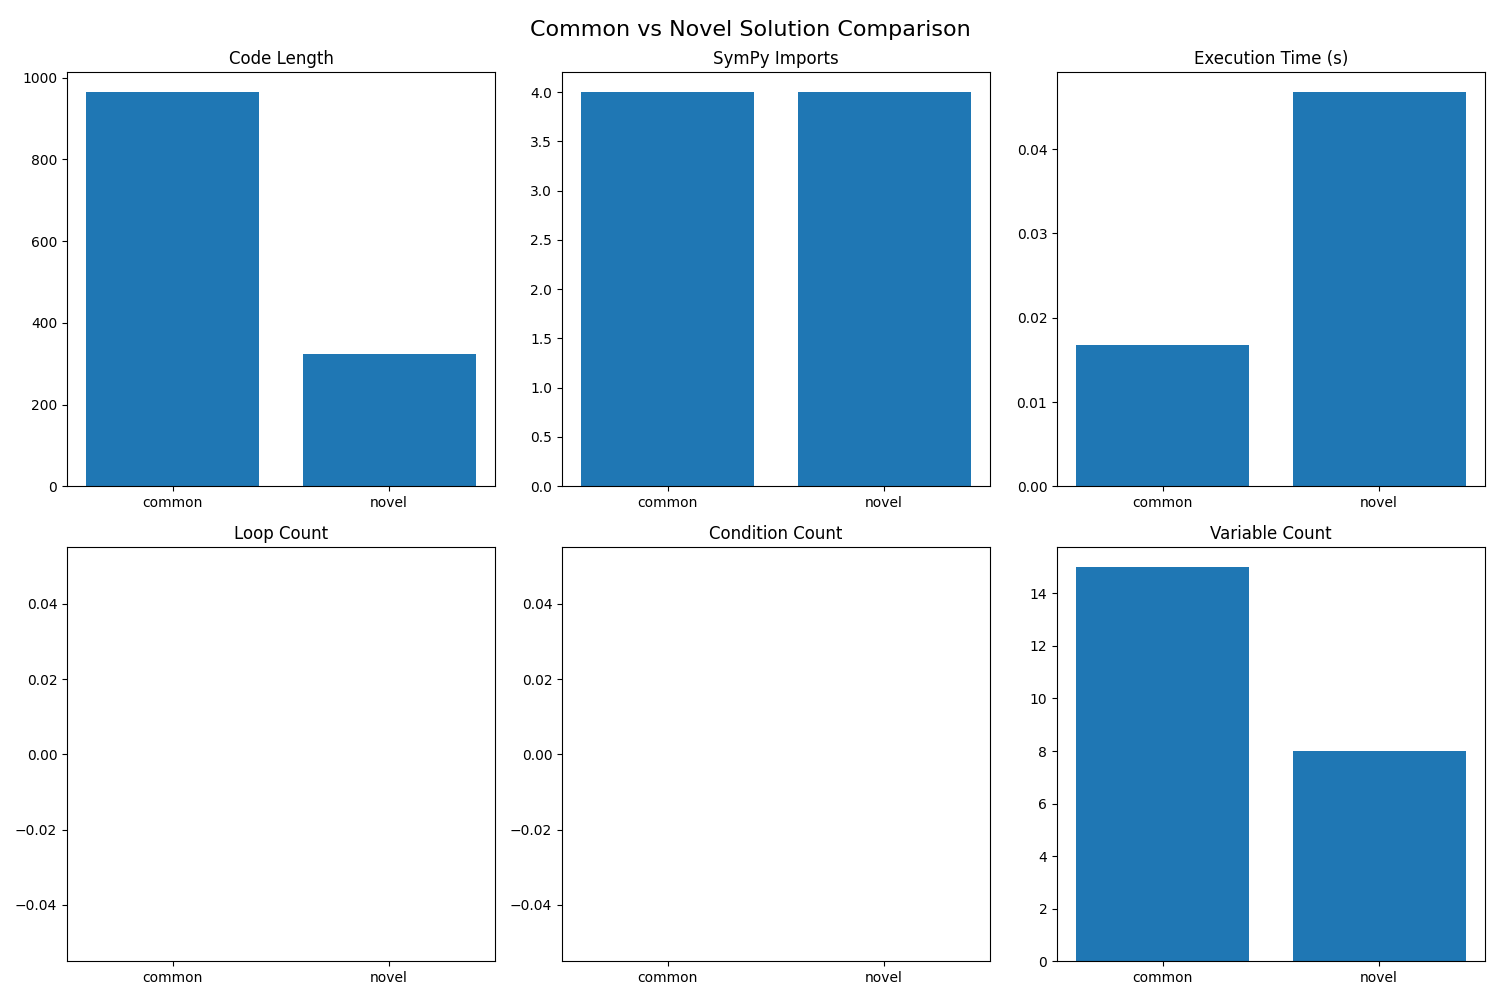 Common vs Novel Solution Comparison
Code Length
1000
800
600
400
200
0
common novel
SymPy Imports
4.0
3.5
3.0
2.5
2.0
1.5
1.0
0.5
0.0
common novel
Execution Time (s)
0.04
0.03
0.02
0.01
0.00
common novel
Loop Count
0.04
0.02
0.00
−0.02
−0.04
common novel
Condition Count
0.04
0.02
0.00
−0.02
−0.04
common novel
Variable Count
14
12
10
8
6
4
2
0
common novel